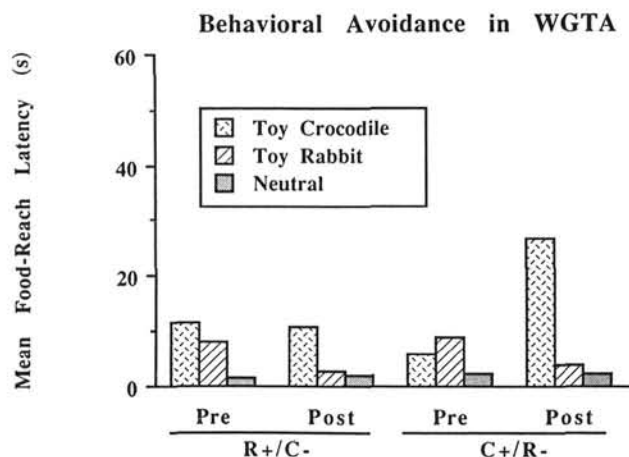 Behavioral Avoidance in WGTA
Mean Food-Reach Latency (s)
60
40
20
0
Toy Crocodile
Toy Rabbit
Neutral
Pre Post Pre Post
R+/C- C+/R-